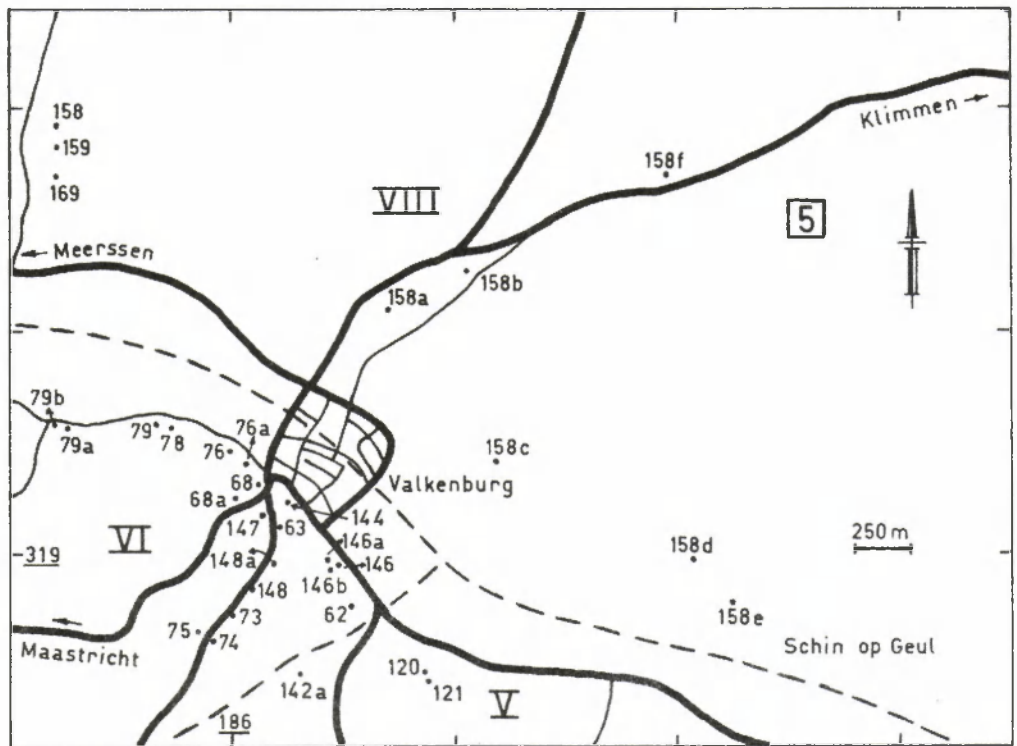 158
159
169
VIII
Klimmen →
158f
5
← Meerssen
158b
158a
79b
79a
79
78
76
76a
68
68a
158c
Valkenburg
147
63
144
VI
319
148a
146a
146
146b
148
62
73
75
74
158d
250m
158e
←
Maastricht
Schin op Geul
142a
120
121
V
186